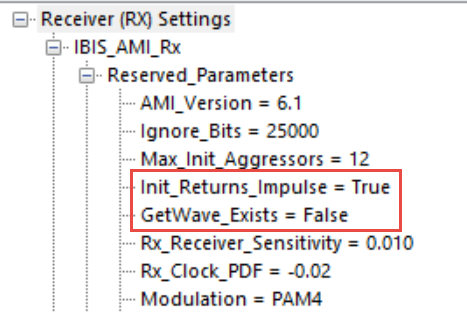 Receiver (RX) Settings
IBIS_AMI_Rx
Reserved_Parameters
AMI_Version = 6.1
Ignore_Bits = 25000
Max_Init_Aggressors = 12
Init_Returns_Impulse = True
GetWave_Exists = False
Rx_Receiver_Sensitivity = 0.010
Rx_Clock_PDF = -0.02
Modulation = PAM4